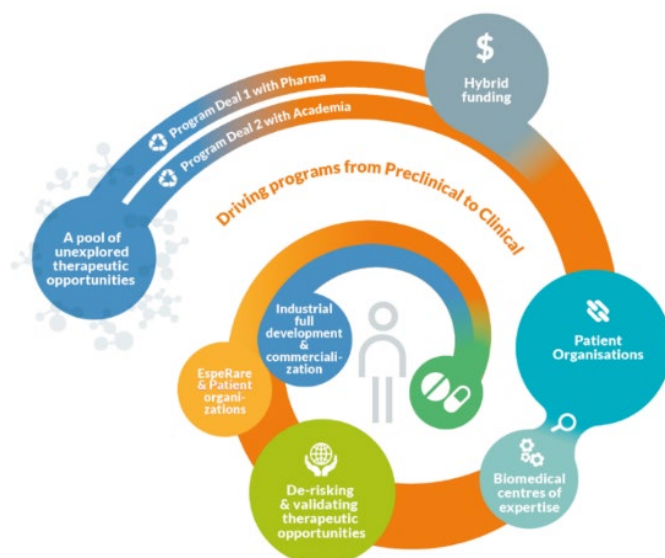 $
Hybrid
funding
Program Deal 1 with Pharma
Program Deal 2 with Academia
Driving programs from Preclinical to Clinical
A pool of
unexplored
therapeutic
opportunities
Industrial
full
development
&
commerciali-
zation
Patient
Organisations
EspeRare
& Patient
organi-
zations
Biomedical
centres of
expertise
De-risking
& validating
therapeutic
opportunities